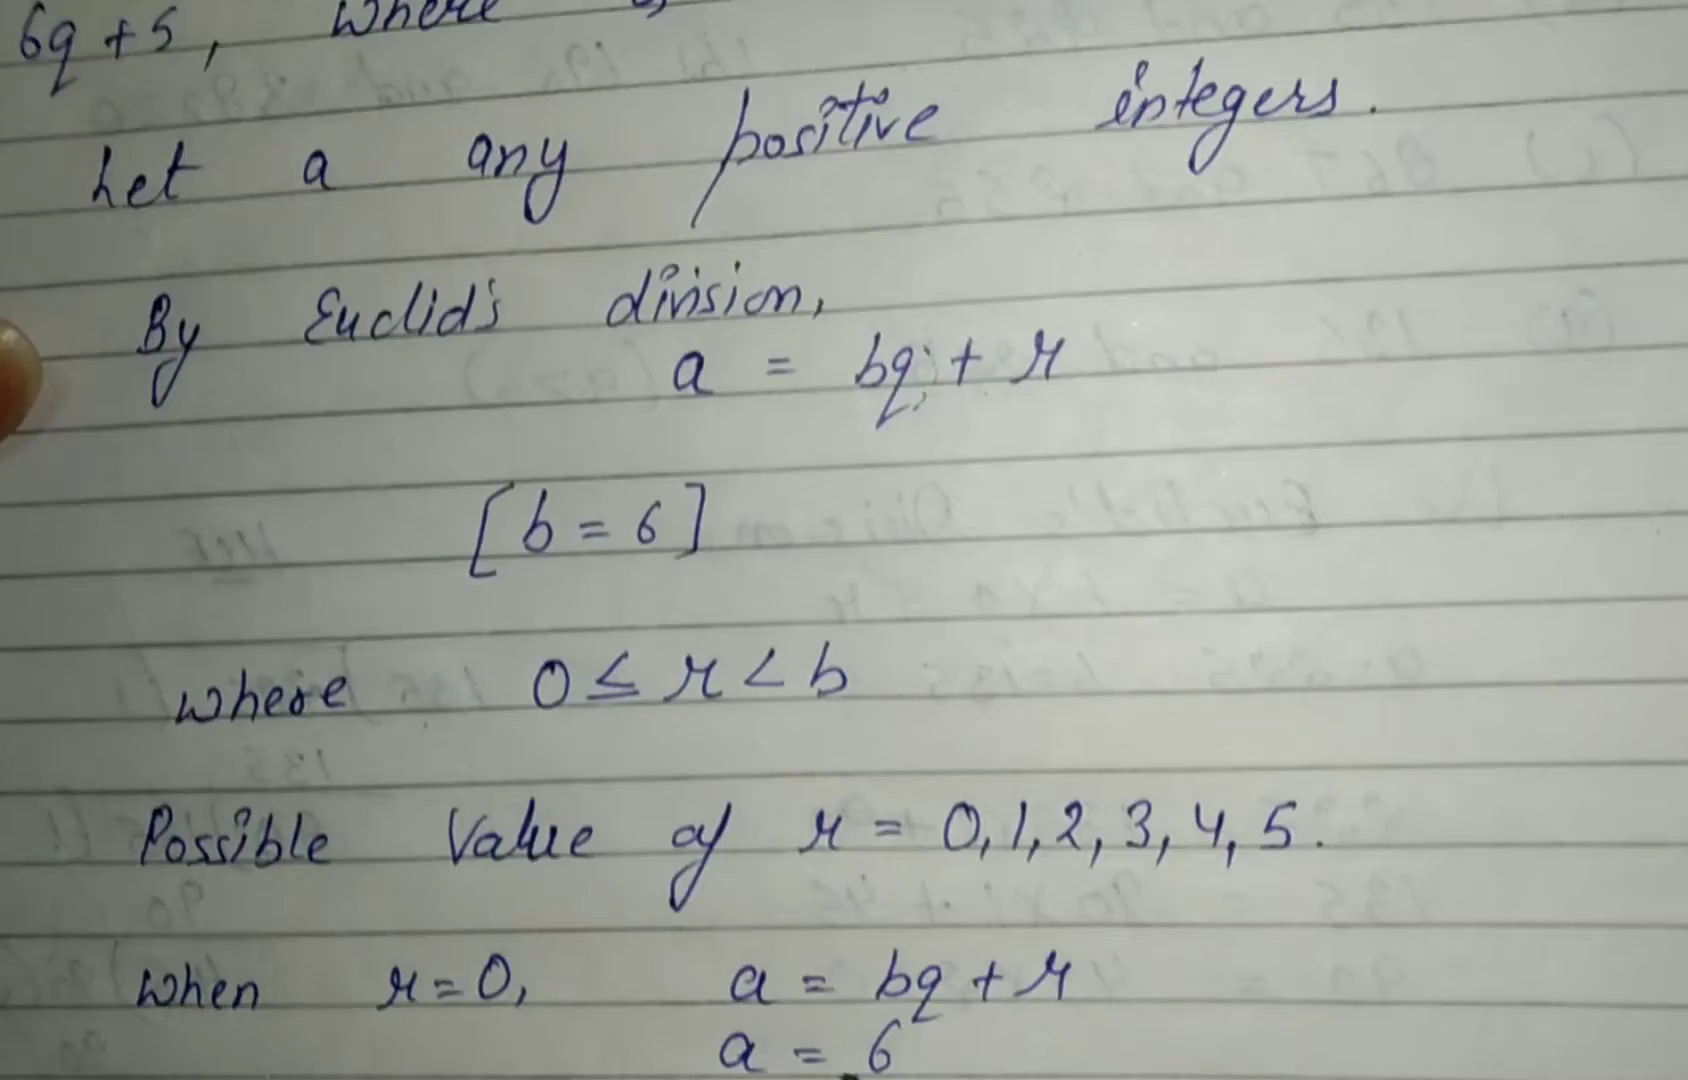 6q + 5, where
Let a any positive integers.
By Euclid's division,
a = bq + r
[b = 6]
where 0 ≤ r < b
Possible Value of r = 0, 1, 2, 3, 4, 5.
when r = 0, a = bq + r
a = 6